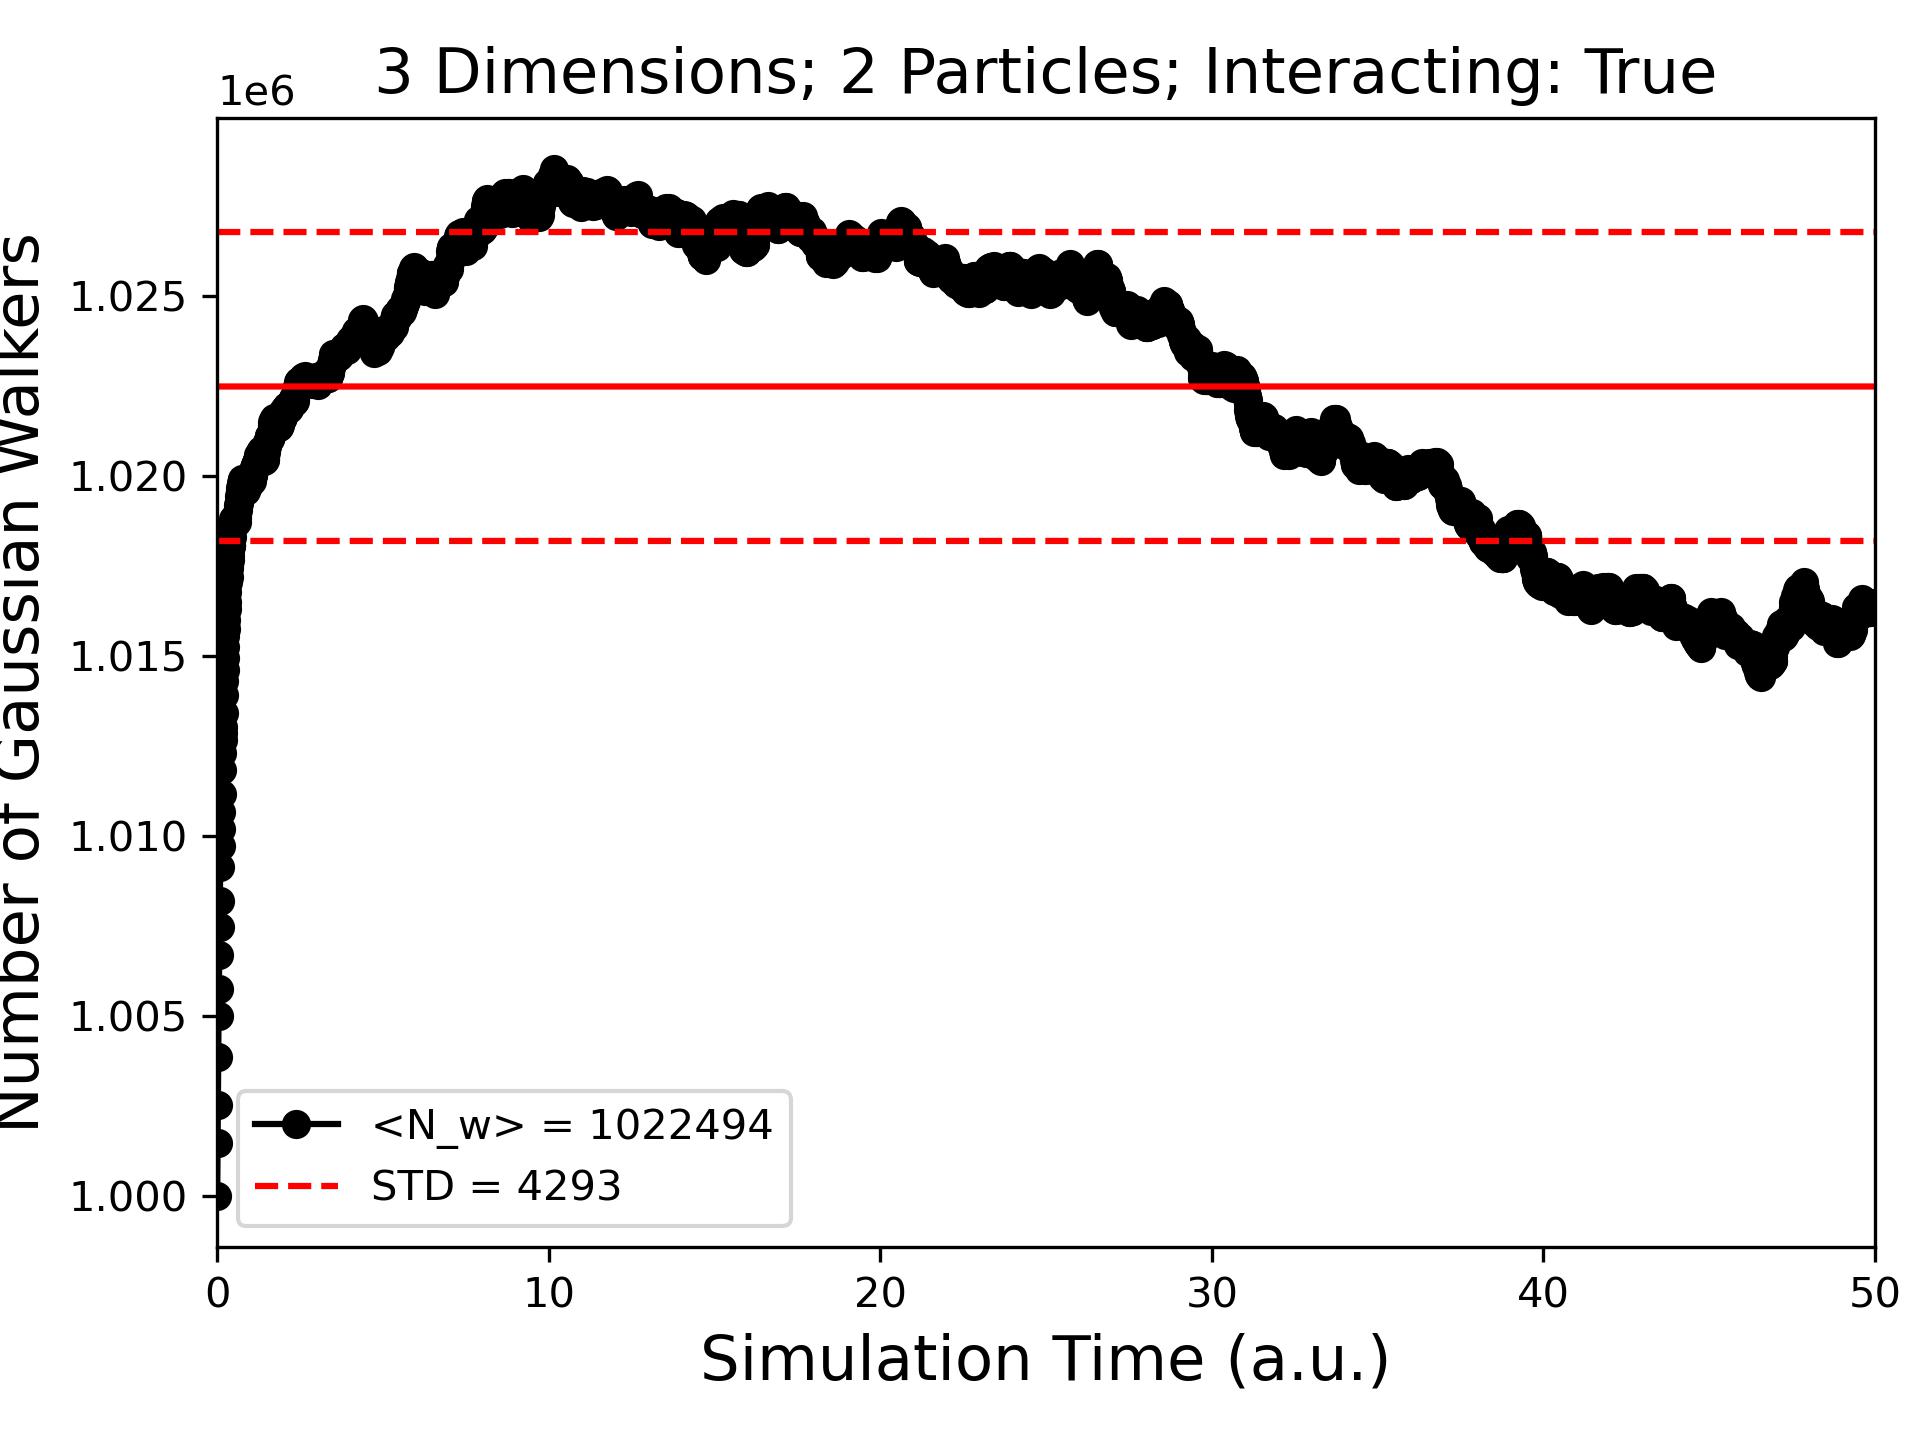 3 Dimensions; 2 Particles; Interacting: True
1e6
Number of Gaussian Walkers
1.025
1.020
1.015
1.010
1.005
1.000
<N_w> = 1022494
STD = 4293
0 10 20 30 40 50
Simulation Time (a.u.)